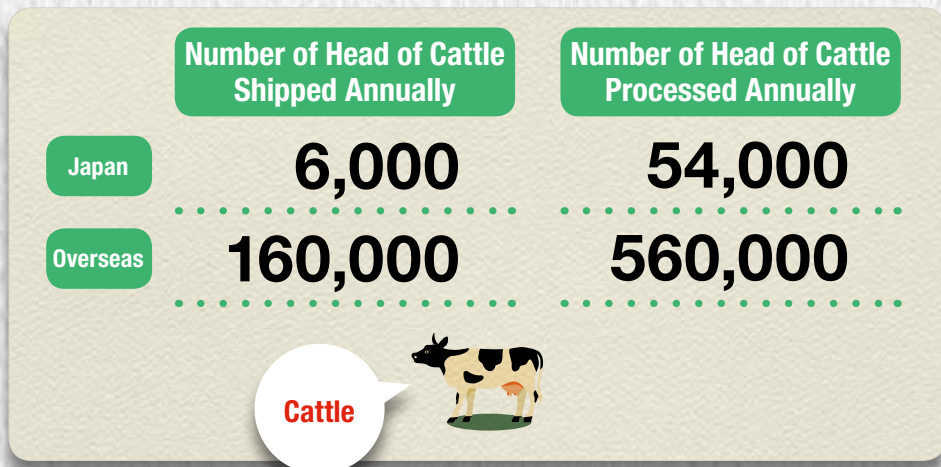 Number of Head of Cattle
Shipped Annually
Number of Head of Cattle
Processed Annually
Japan
6,000
54,000
Overseas
160,000
560,000
Cattle